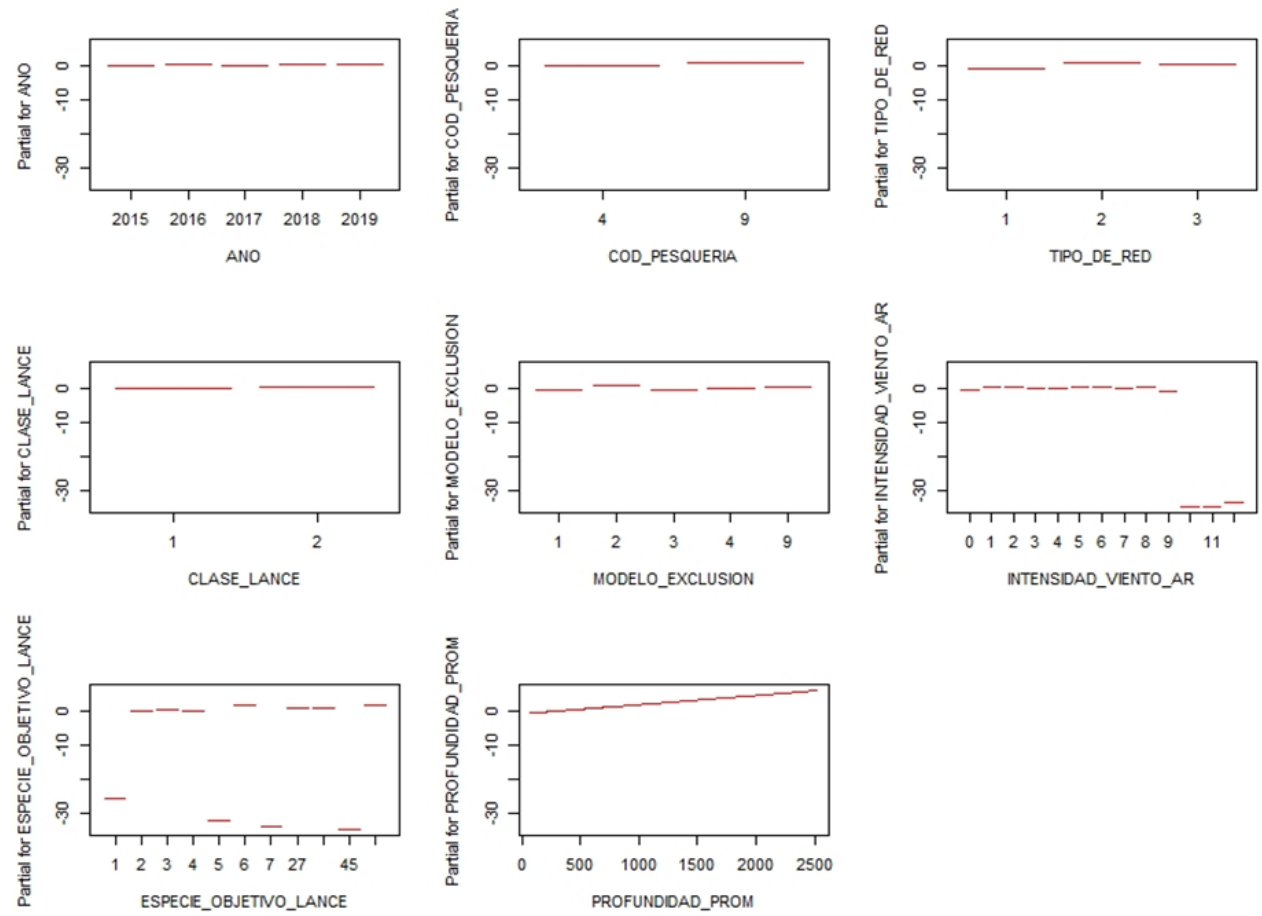 Partial for ANO
0
-10
-30
2015 2016 2017 2018 2019
ANO
Partial for COD_PESQUERIA
0
-10
-30
4 9
COD_PESQUERIA
Partial for TIPO_DE_RED
0
-10
-30
1 2 3
TIPO_DE_RED
Partial for CLASE_LANCE
0
-10
-30
1 2
CLASE_LANCE
Partial for MODELO_EXCLUSION
0
-10
-30
1 2 3 4 9
MODELO_EXCLUSION
Partial for INTENSIDAD_VIENTO_AR
0
-10
-30
0 1 2 3 4 5 6 7 8 9 11
INTENSIDAD_VIENTO_AR
Partial for ESPECIE_OBJETIVO_LANCE
0
-10
-30
1 2 3 4 5 6 7 27 45
ESPECIE_OBJETIVO_LANCE
Partial for PROFUNDIDAD_PROM
0
-10
-30
0 500 1000 1500 2000 2500
PROFUNDIDAD_PROM